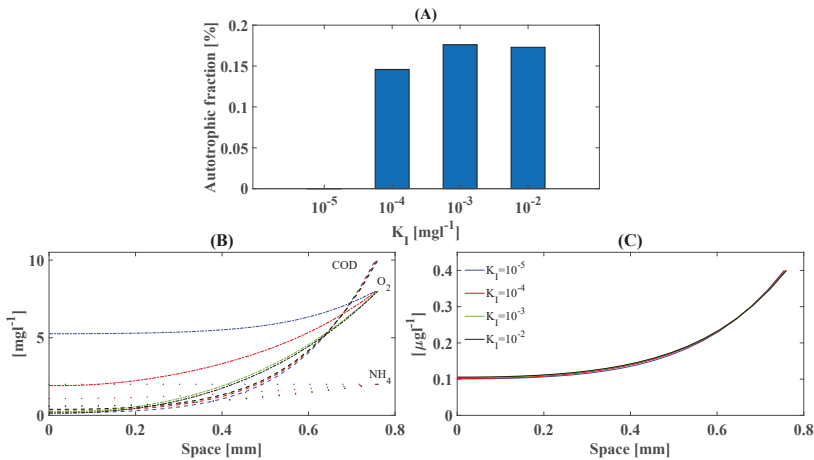 (A)
Autotrophic fraction [%]
0.2
0.15
0.1
0.05
0
10^-5 10^-4 10^-3 10^-2
K_I [mgl^-1]
(B)
[mgl^-1]
10
5
0
COD
O_2
NH_4
0 0.2 0.4 0.6 0.8
Space [mm]
(C)
[μgl^-1]
0.4
0.3
0.2
0.1
0
K_I=10^-5
K_I=10^-4
K_I=10^-3
K_I=10^-2
0 0.2 0.4 0.6 0.8
Space [mm]